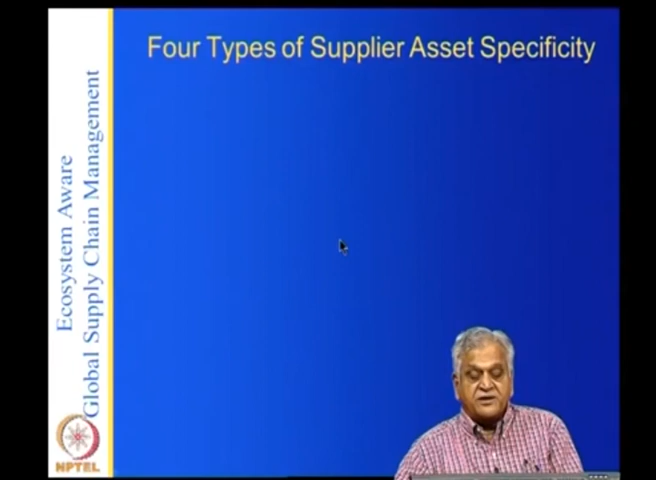 Four Types of Supplier Asset Specificity
Ecosystem Aware
Global Supply Chain Management
NPTEL